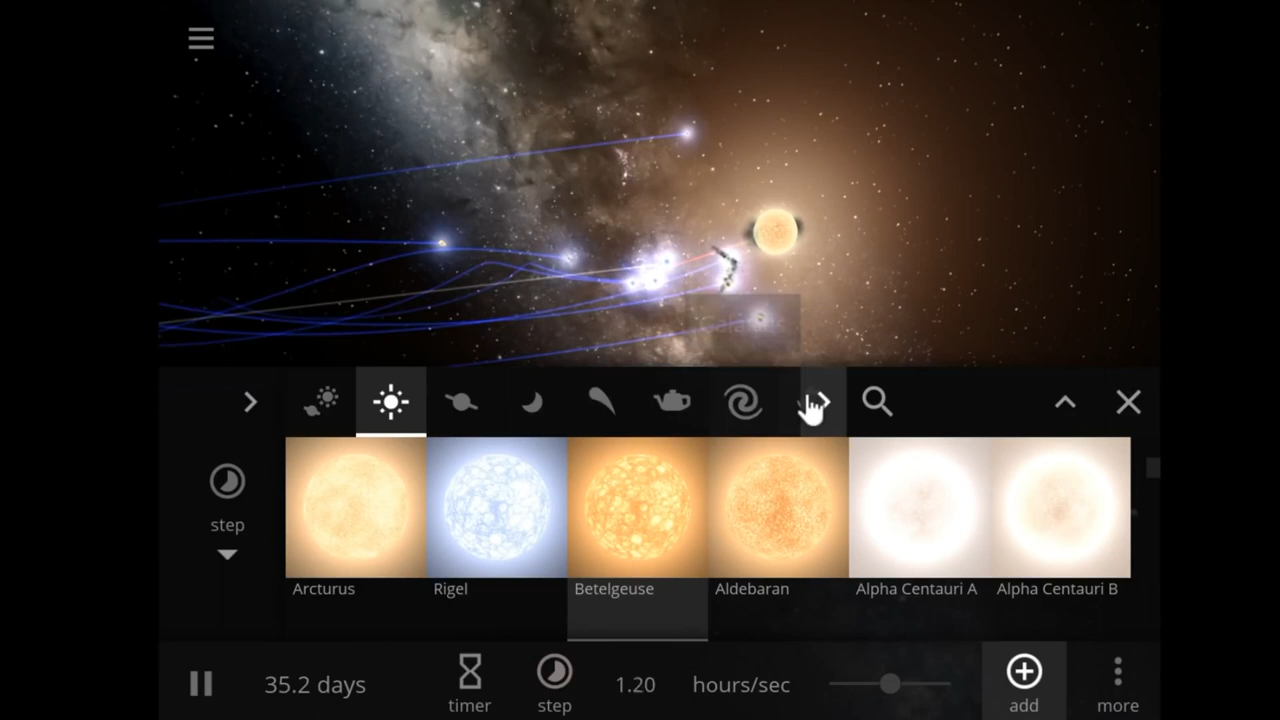 step
Arcturus
Rigel
Betelgeuse
Aldebaran
Alpha Centauri A
Alpha Centauri B
35.2 days
timer
step
1.20
hours/sec
add
more